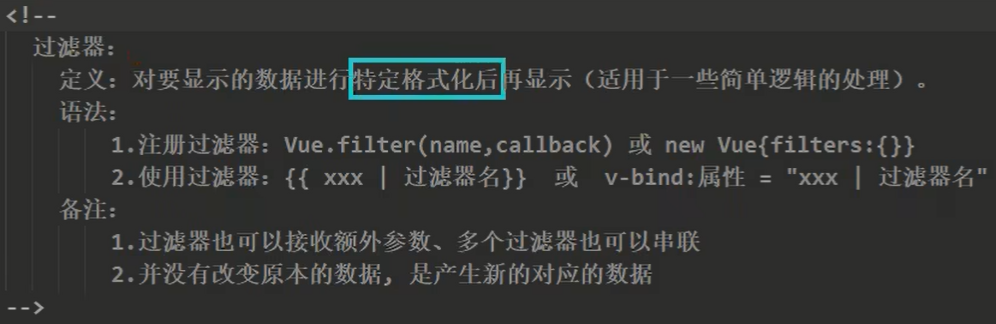 <!--
过滤器：
定义：对要显示的数据进行特定格式化后再显示（适用于一些简单逻辑的处理）。
语法：
1.注册过滤器：Vue.filter(name,callback) 或 new Vue{filters:{}}
2.使用过滤器：{{ xxx | 过滤器名}} 或 v-bind:属性 = "xxx | 过滤器名"
备注：
1.过滤器也可以接收额外参数、多个过滤器也可以串联
2.并没有改变原本的数据, 是产生新的对应的数据
-->